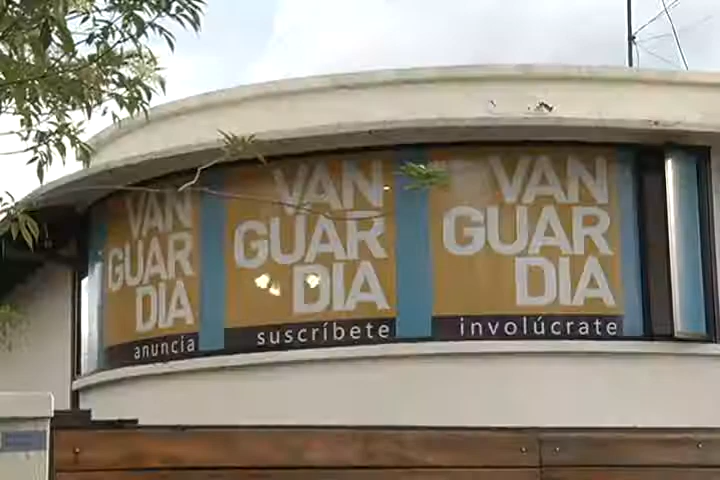 VAN
GUAR
DIA
anuncia
VAN
GUAR
DIA
suscríbete
VAN
GUAR
DIA
involúcrate